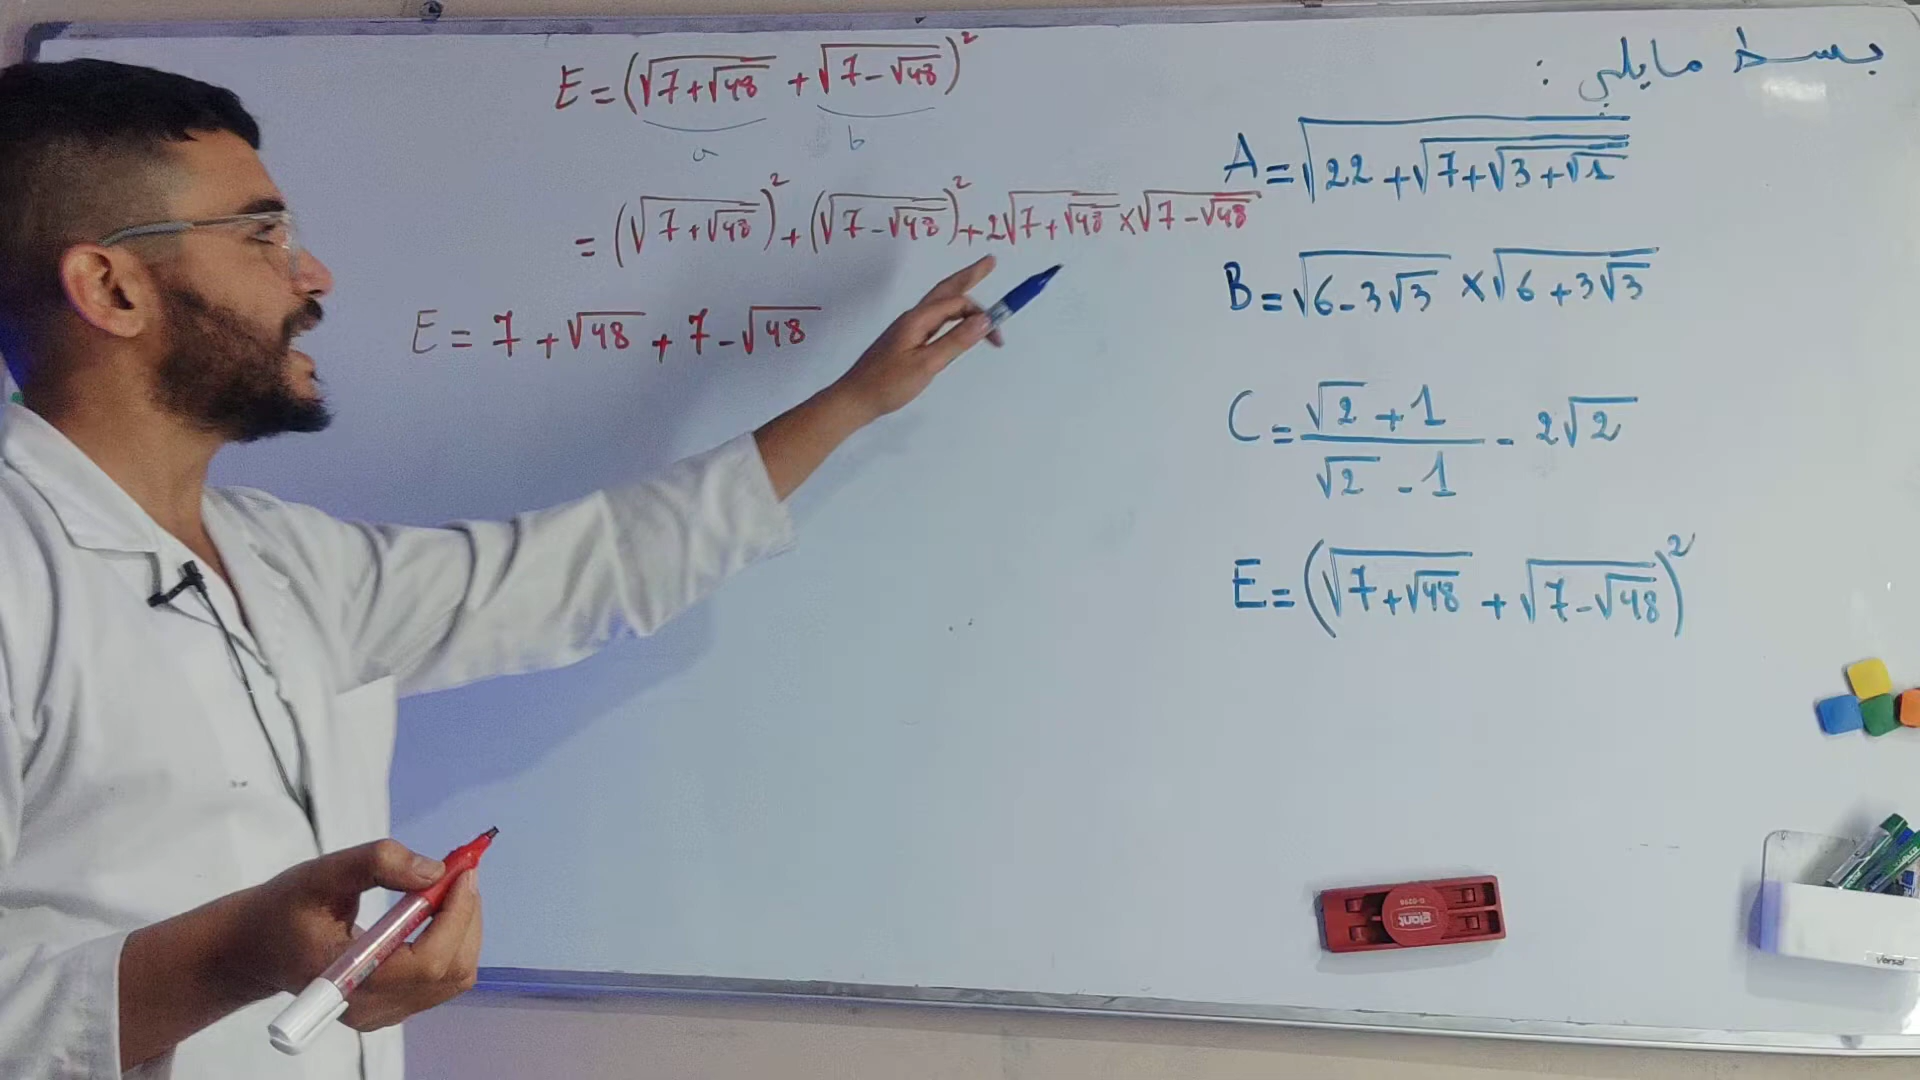 E = (√(7+√48) + √(7-√48))²
a b
= (√(7+√48))² + (√(7-√48))² + 2√(7+√48) × √(7-√48)
E = 7 + √48 + 7 - √48
بسط مايلي :
A = √(22 + √(7 + √(3 + √1)))
B = √(6 - 3√3) × √(6 + 3√3)
C = (√2 + 1)/(√2 - 1) - 2√2
E = (√(7+√48) + √(7-√48))²
giant
Versal